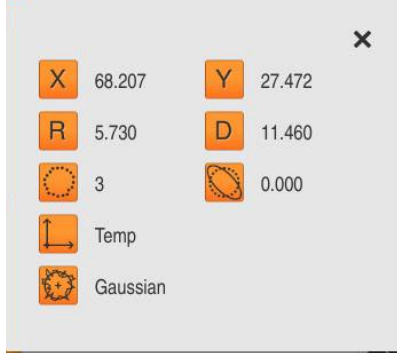 X 68.207 Y 27.472
R 5.730 D 11.460
3 0.000
Temp
Gaussian